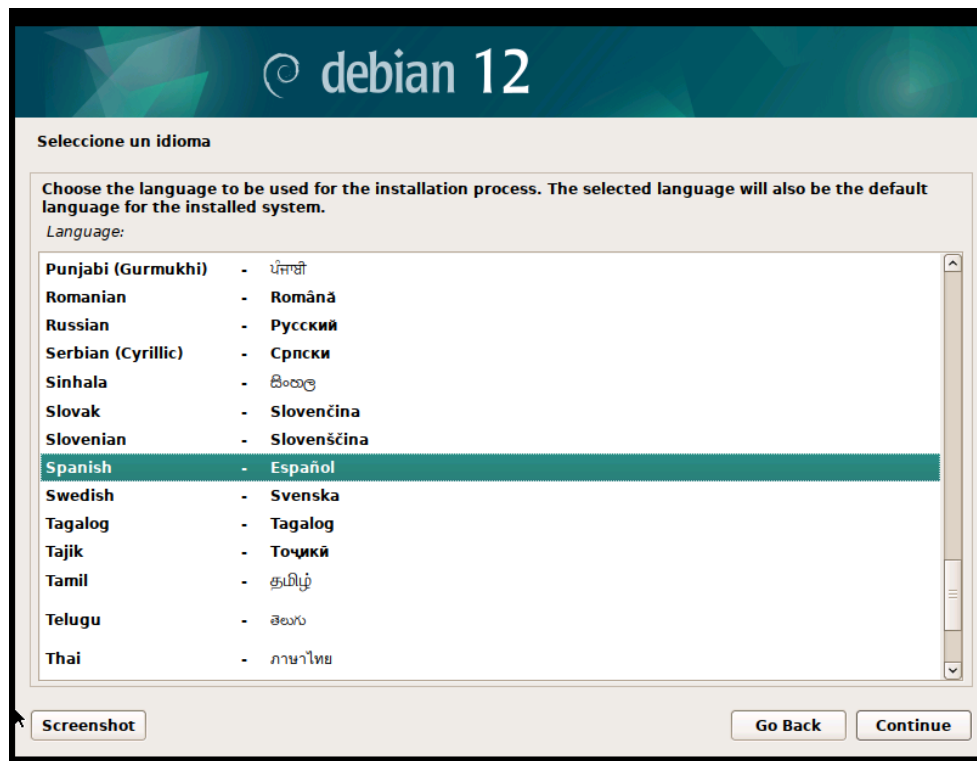 debian 12
Seleccione un idioma
Choose the language to be used for the installation process. The selected language will also be the default
language for the installed system.
Language:
Punjabi (Gurmukhi) - ਪੰਜਾਬੀ
Romanian - Română
Russian - Русский
Serbian (Cyrillic) - Српски
Sinhala - සිංහල
Slovak - Slovenčina
Slovenian - Slovenščina
Spanish - Español
Swedish - Svenska
Tagalog - Tagalog
Tajik - Тоҷикӣ
Tamil - தமிழ்
Telugu - తెలుగు
Thai - ภาษาไทย
Screenshot Go Back Continue